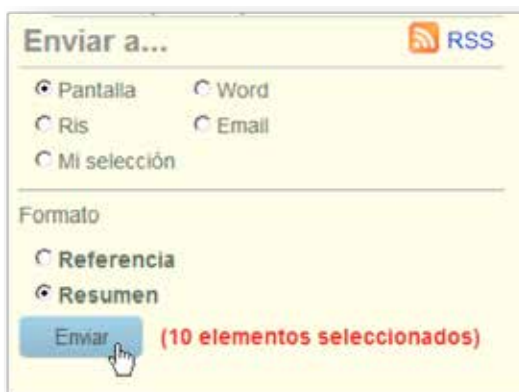 Enviar a... RSS
Pantalla Word
Ris Email
Mi selección
Formato
Referencia
Resumen
Enviar (10 elementos seleccionados)